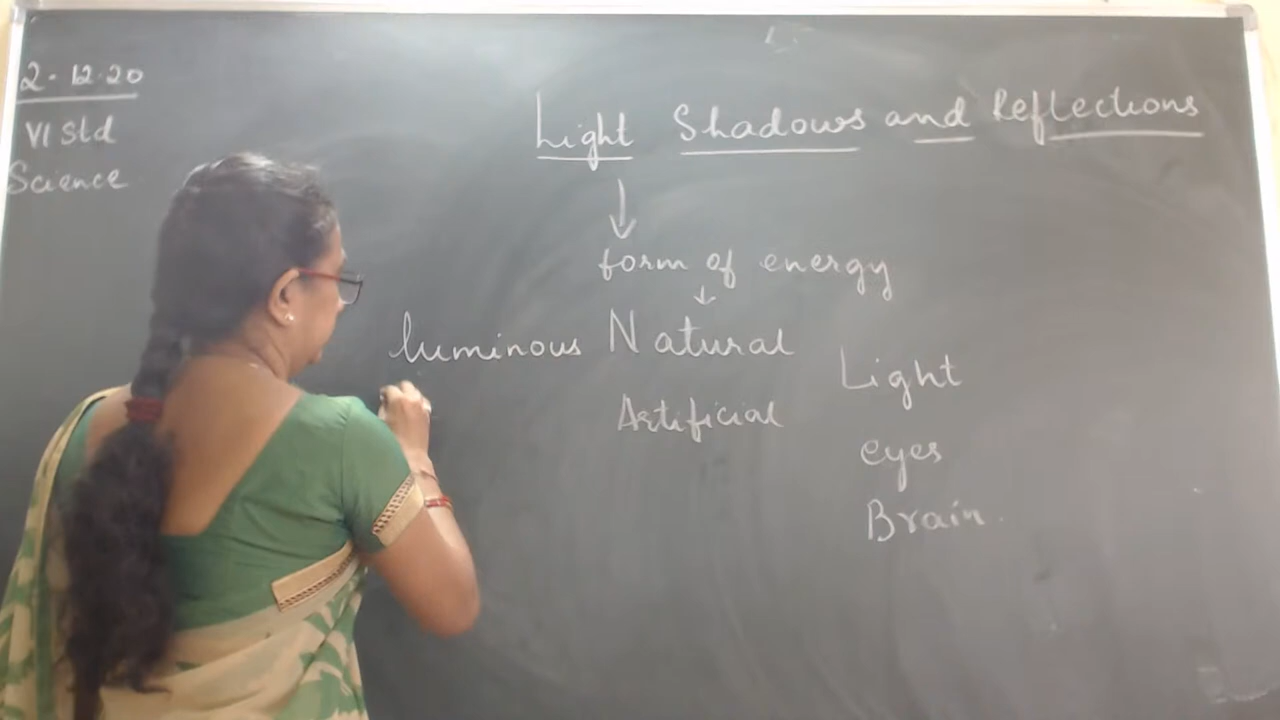 2-12-20
VI Std
Science
Light Shadows and Reflections
form of energy
luminous Natural
Artificial
Light
eyes
Brain.